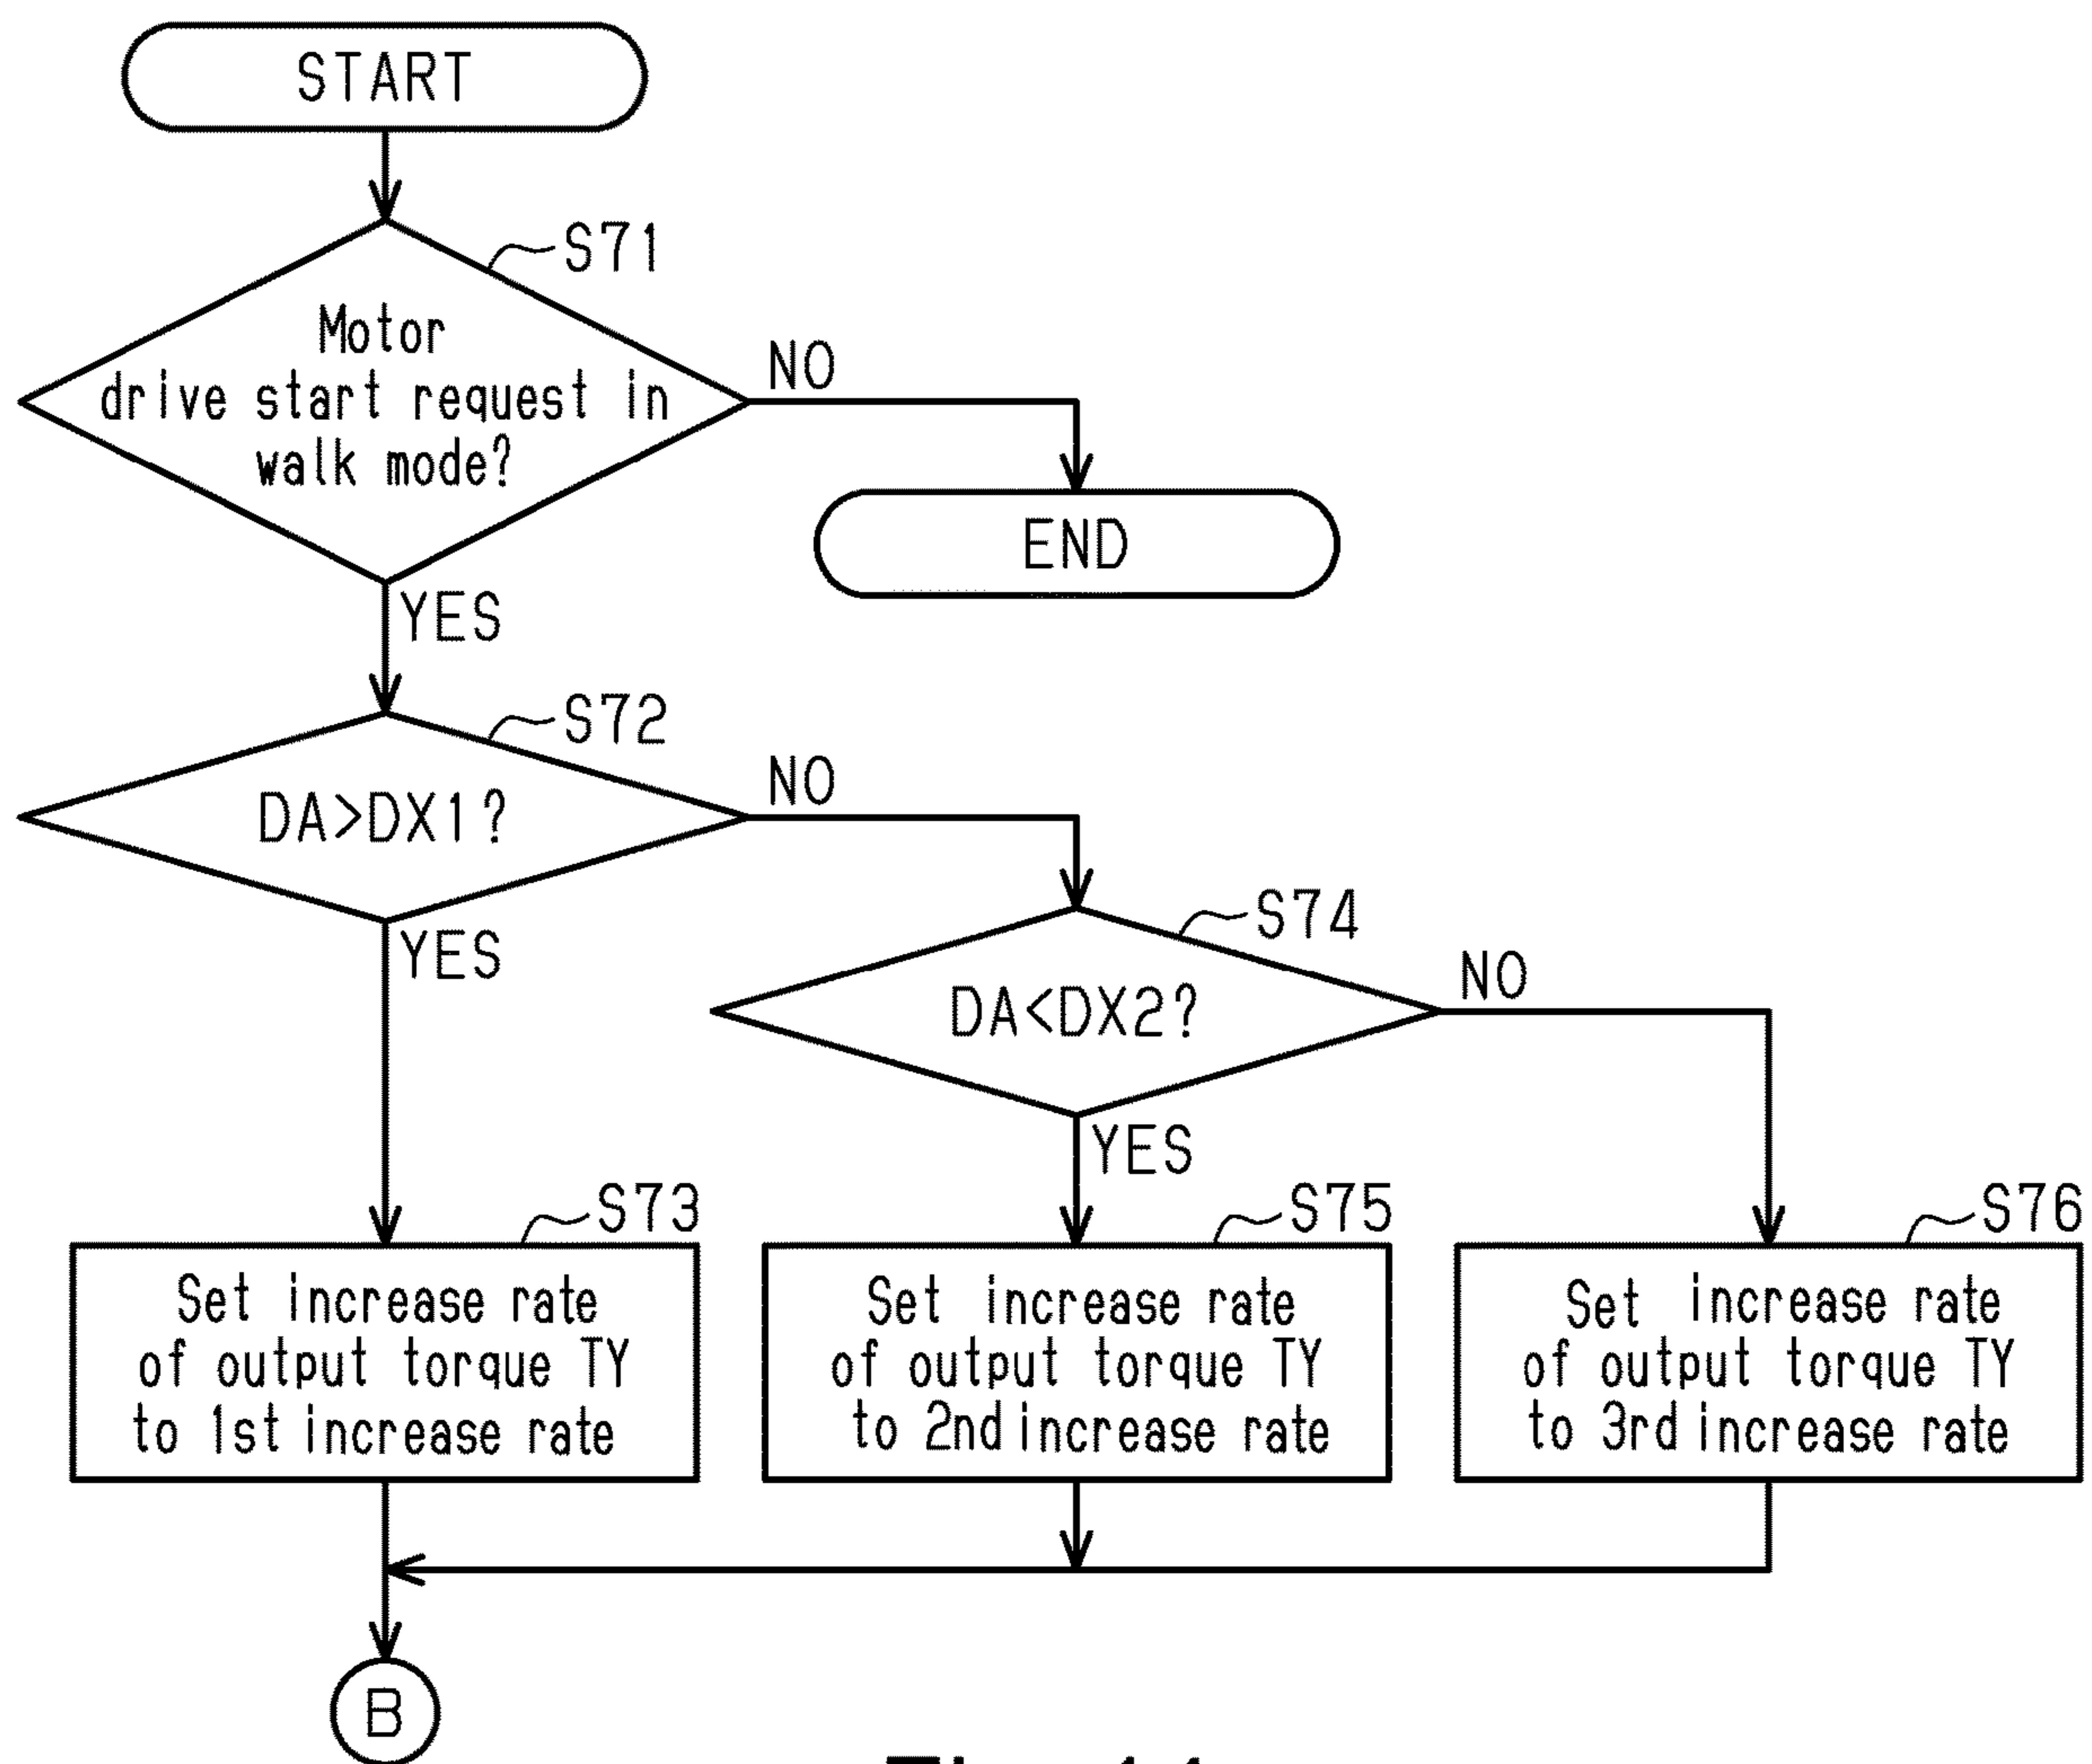 START
S71
Motor
drive start request in
walk mode?
NO
END
YES
S72
DA>DX1?
NO
YES
S74
DA<DX2?
NO
YES
S73
Set increase rate
of output torque TY
to 1st increase rate
S75
Set increase rate
of output torque TY
to 2nd increase rate
S76
Set increase rate
of output torque TY
to 3rd increase rate
B